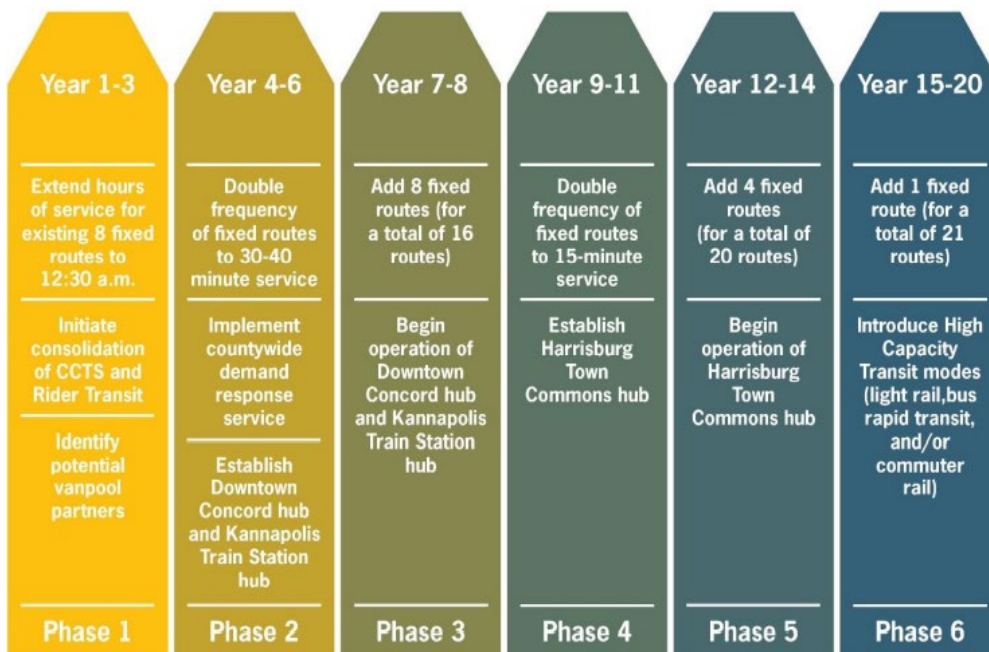 Year 1-3
Extend hours
of service for
existing 8 fixed
routes to
12:30 a.m.
Initiate
consolidation
of CCTS and
Rider Transit
Identify
potential
vanpool
partners
Phase 1
Year 4-6
Double
frequency
of fixed routes
to 30-40
minute service
Implement
countywide
demand
response
service
Establish
Downtown
Concord hub
and Kannapolis
Train Station
hub
Phase 2
Year 7-8
Add 8 fixed
routes (for
a total of 16
routes)
Begin
operation of
Downtown
Concord hub
and Kannapolis
Train Station
hub
Phase 3
Year 9-11
Double
frequency of
fixed routes
to 15-minute
service
Establish
Harrisburg
Town
Commons hub
Phase 4
Year 12-14
Add 4 fixed
routes
(for a total of
20 routes)
Begin
operation of
Harrisburg
Town
Commons hub
Phase 5
Year 15-20
Add 1 fixed
route (for a
total of 21
routes)
Introduce High
Capacity
Transit modes
(light rail,bus
rapid transit,
and/or
commuter
rail)
Phase 6